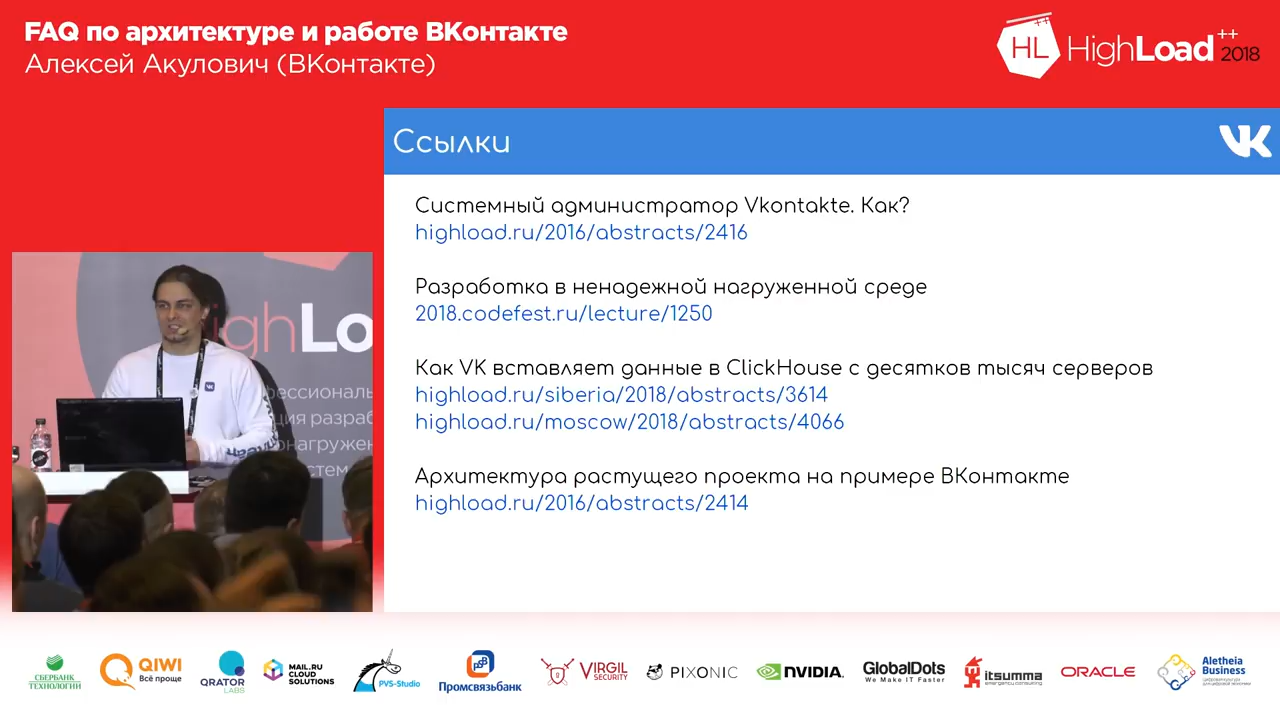 FAQ по архитектуре и работе ВКонтакте
Алексей Акулович (ВКонтакте)
HL ++
HighLoad ++ 2018
Ссылки
Системный администратор Vkontakte. Как?
highload.ru/2016/abstracts/2416
Разработка в ненадежной нагруженной среде
2018.codefest.ru/lecture/1250
Как VK вставляет данные в ClickHouse с десятков тысяч серверов
highload.ru/siberia/2018/abstracts/3614
highload.ru/moscow/2018/abstracts/4066
Архитектура растущего проекта на примере ВКонтакте
highload.ru/2016/abstracts/2414
СБЕРБАНК ТЕХНОЛОГИИ
QIWI
Всё проще
QRATOR
LABS
MAIL.RU
CLOUD
SOLUTIONS
PVS-Studio
PSB
Промсвязьбанк
VIRGIL
SECURITY
PIXONIC
NVIDIA.
GlobalDots
We Make IT Faster
itsumma
emergency consulting
ORACLE
Aletheia
Business